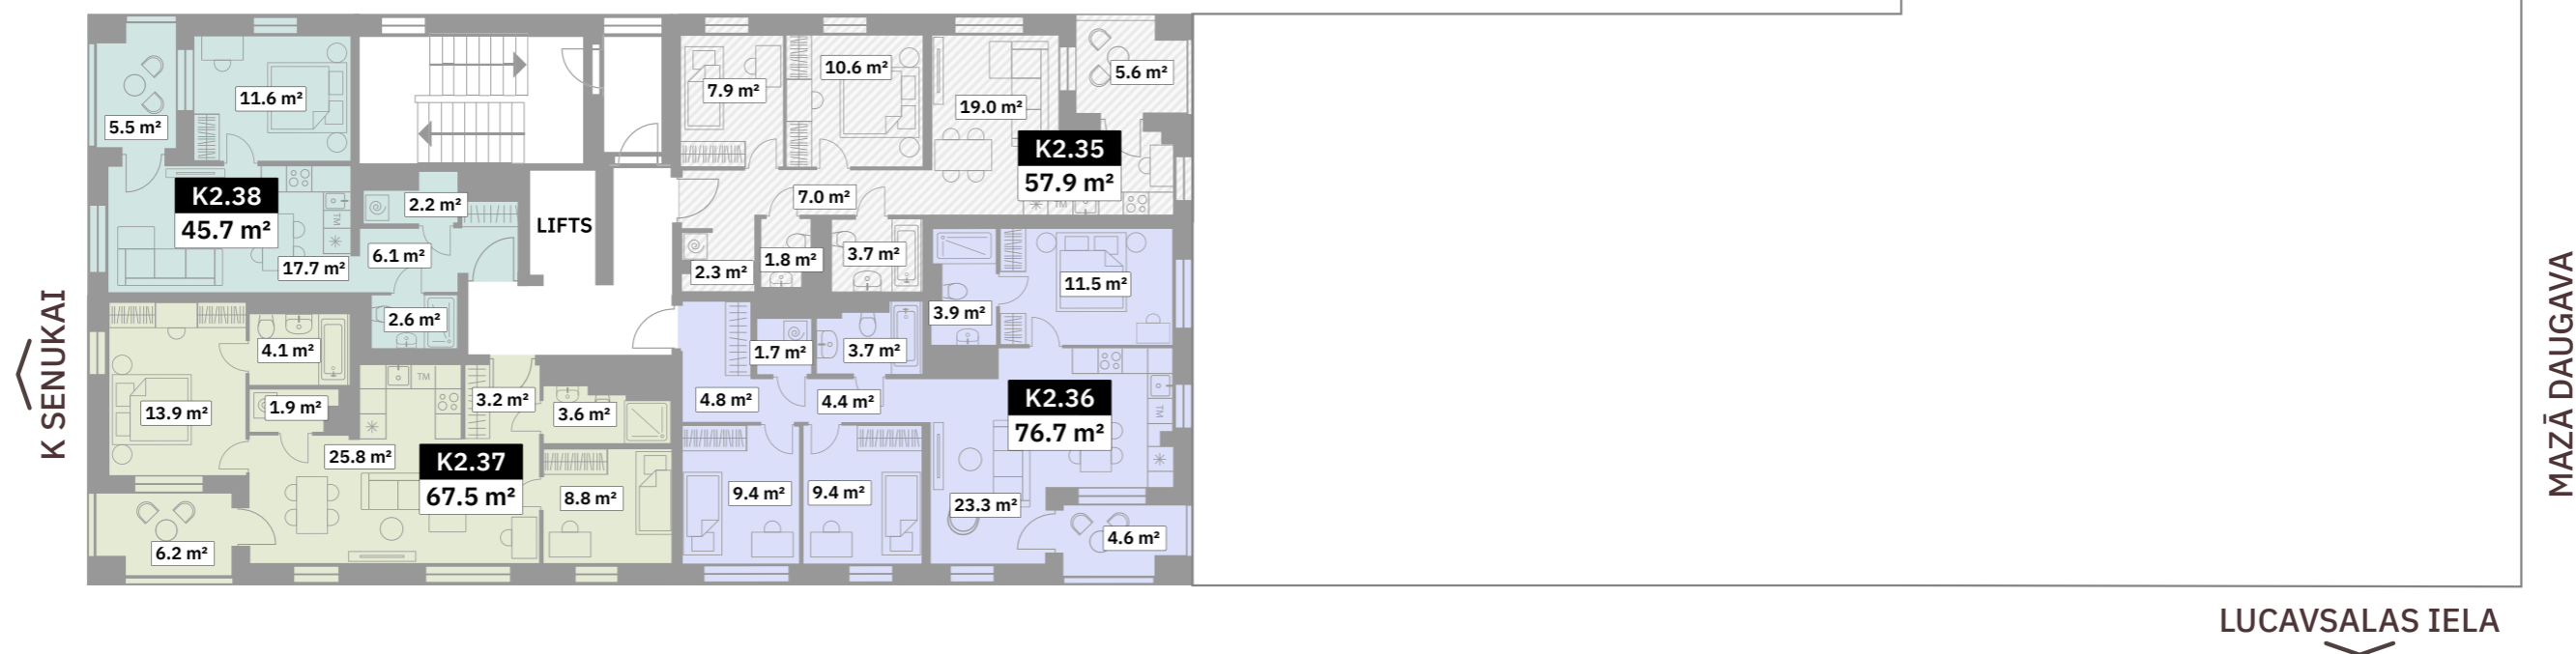 K SENUKAI
5.5 m²
11.6 m²
K2.38
45.7 m²
17.7 m²
2.2 m²
6.1 m²
2.6 m²
LIFTS
7.9 m²
10.6 m²
19.0 m²
5.6 m²
K2.35
57.9 m²
7.0 m²
2.3 m²
1.8 m²
3.7 m²
TM
TM
13.9 m²
4.1 m²
1.9 m²
25.8 m²
TM
3.2 m²
3.6 m²
K2.37
67.5 m²
8.8 m²
6.2 m²
4.8 m²
1.7 m²
3.7 m²
4.4 m²
3.9 m²
11.5 m²
K2.36
76.7 m²
TM
9.4 m²
9.4 m²
23.3 m²
4.6 m²
MAZĀ DAUGAVA
LUCAVSALAS IELA